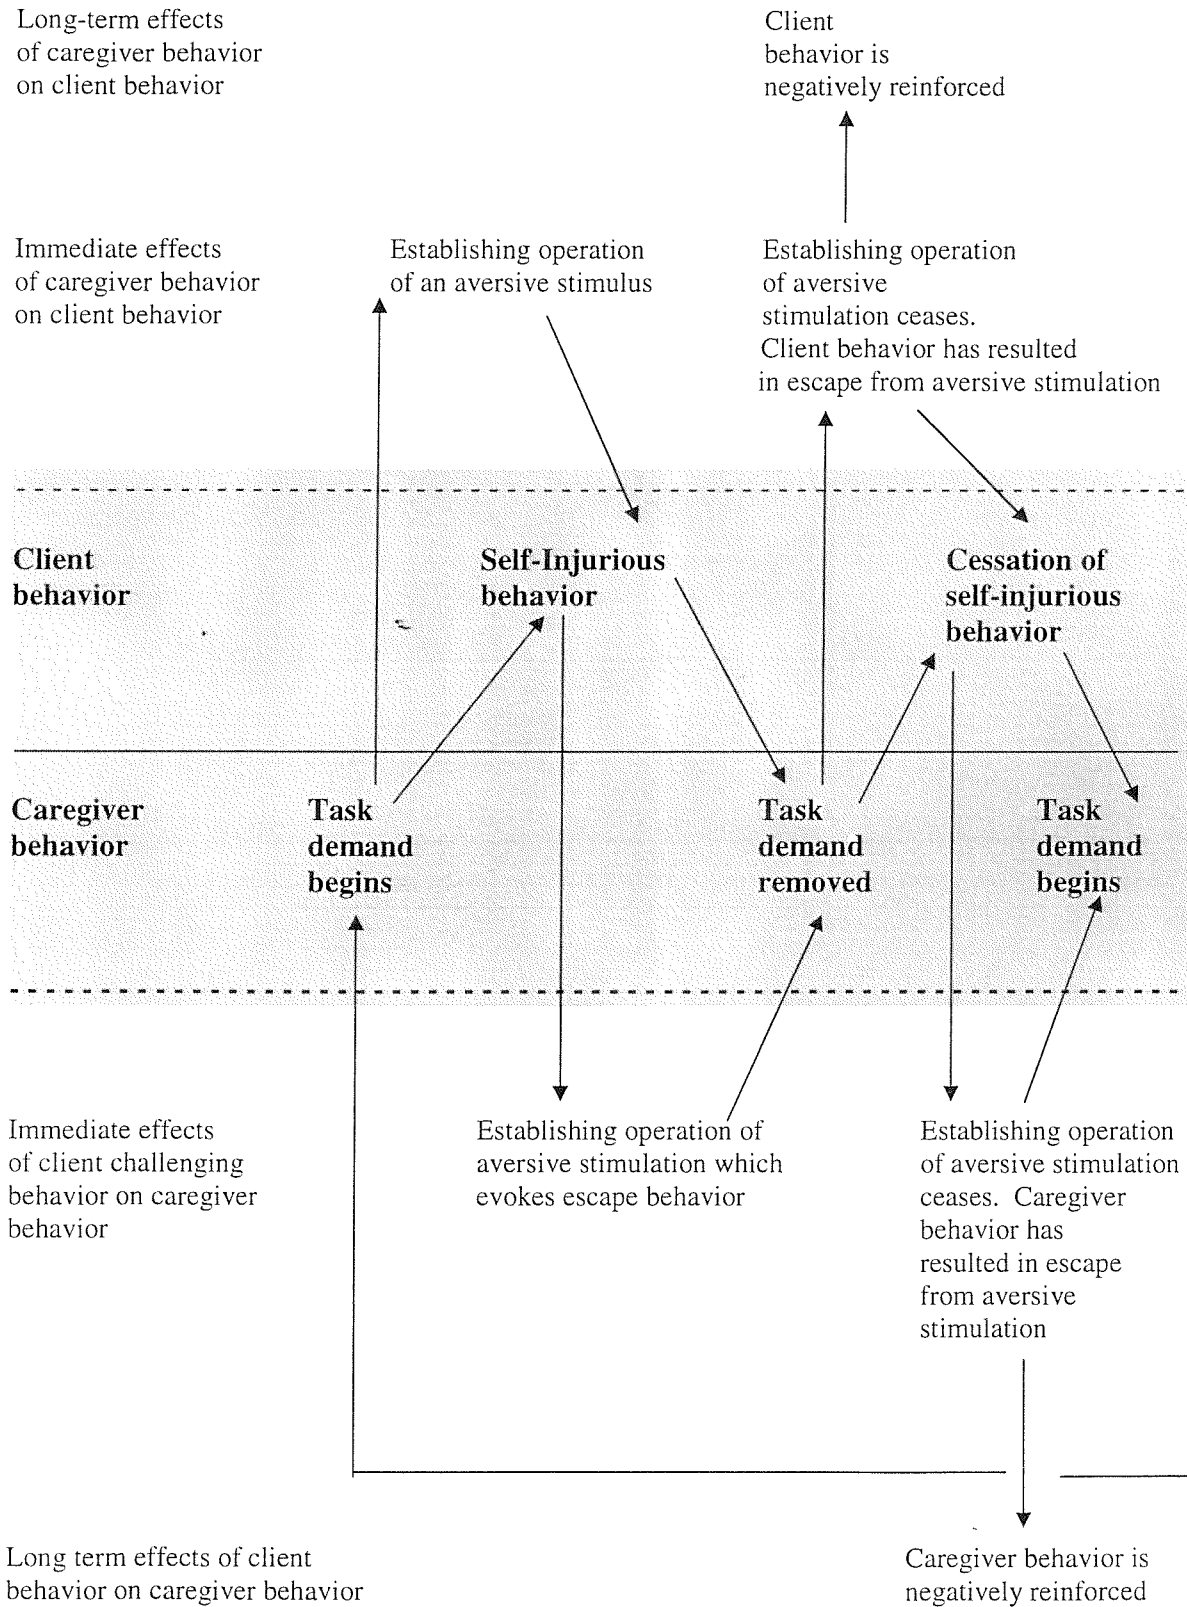 Long-term effects
of caregiver behavior
on client behavior
Client
behavior is
negatively reinforced
Immediate effects
of caregiver behavior
on client behavior
Establishing operation
of an aversive stimulus
Establishing operation
of aversive
stimulation ceases.
Client behavior has resulted
in escape from aversive stimulation
Client
behavior
Self-Injurious
behavior
Cessation of
self-injurious
behavior
Caregiver
behavior
Task
demand
begins
Task
demand
removed
Task
demand
begins
Immediate effects
of client challenging
behavior on caregiver
behavior
Establishing operation of
aversive stimulation which
evokes escape behavior
Establishing operation
of aversive stimulation
ceases. Caregiver
behavior has
resulted in escape
from aversive
stimulation
Long term effects of client
behavior on caregiver behavior
Caregiver behavior is
negatively reinforced